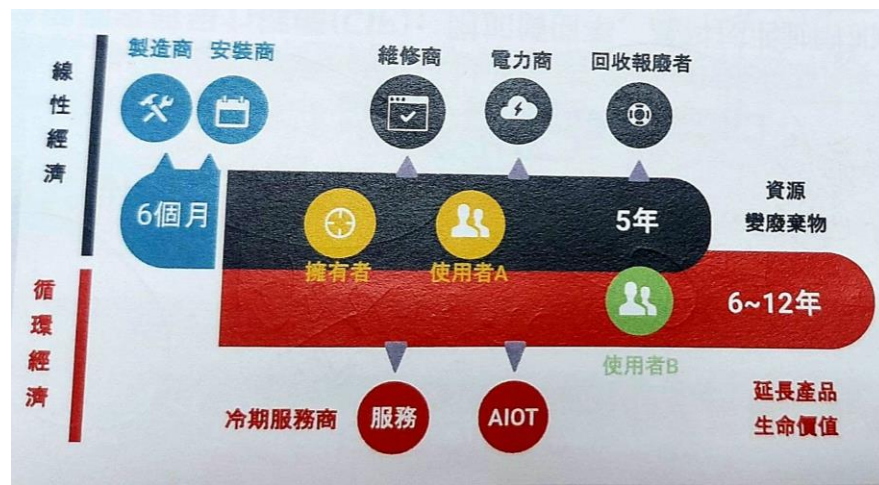 線性經濟
製造商
安裝商
維修商
電力商
回收報廢者
6個月
擁有者
使用者A
5年
資源
變廢棄物
循環經濟
6~12年
使用者B
冷期服務商
服務
AIOT
延長產品
生命價值